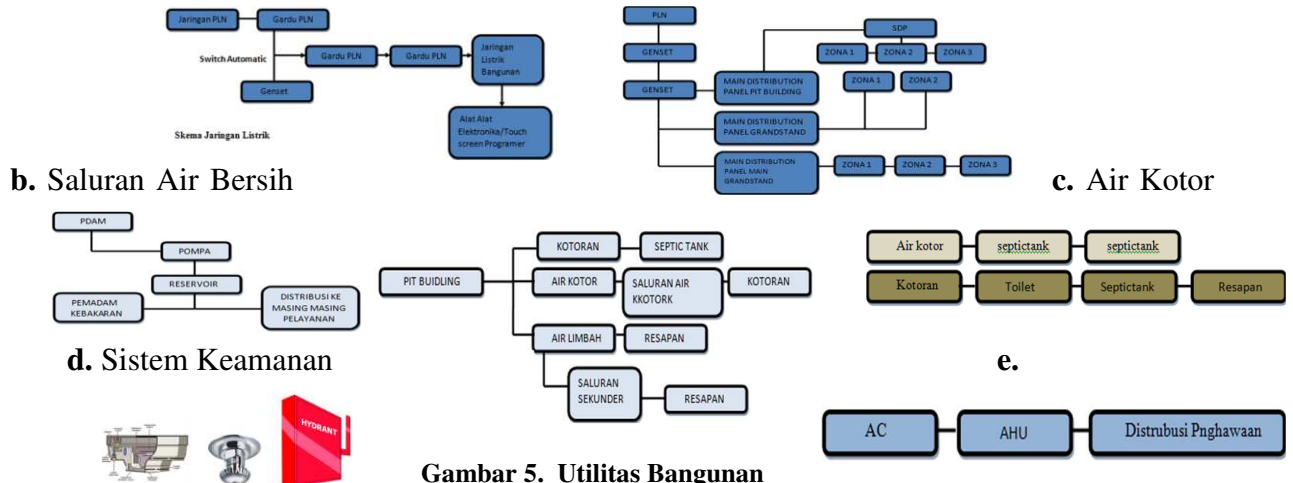 Jaringan PLN
Gardu PLN
Switch Automatic
Gardu PLN
Gardu PLN
Jaringan
Listrik
Bangunan
Genset
Alat Alat
Elektronika/Touch
screen Programer
Skema Jaringan Listrik
PLN
GENSET
GENSET
SDP
ZONA 1
ZONA 2
ZONA 3
MAIN DISTRIBUTION
PANEL PIT BUILDING
ZONA 1
ZONA 2
MAIN DISTRIBUTION
PANEL GRANDSTAND
MAIN DISTRIBUTION
PANEL MAIN
GRANDSTAND
ZONA 1
ZONA 2
ZONA 3
b. Saluran Air Bersih
c. Air Kotor
PDAM
POMPA
RESERVOIR
PEMADAM
KEBAKARAN
DISTRIBUSI KE
MASING MASING
PELAYANAN
PIT BUIDLING
KOTORAN
SEPTIC TANK
AIR KOTOR
SALURAN AIR
KKOTORK
KOTORAN
AIR LIMBAH
RESAPAN
SALURAN
SEKUNDER
RESAPAN
Air kotor
septictank
septictank
Kotoran
Toilet
Septictank
Resapan
d. Sistem Keamanan
e.
HYDRANT
AC
AHU
Distrubusi Pnghawaan
Gambar 5. Utilitas Bangunan